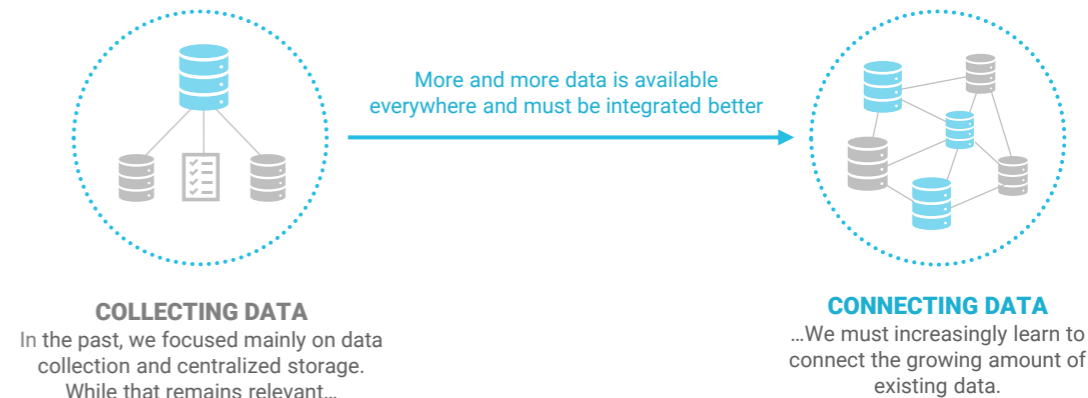 More and more data is available
everywhere and must be integrated better
COLLECTING DATA
In the past, we focused mainly on data
collection and centralized storage.
While that remains relevant…
CONNECTING DATA
…We must increasingly learn to
connect the growing amount of
existing data.